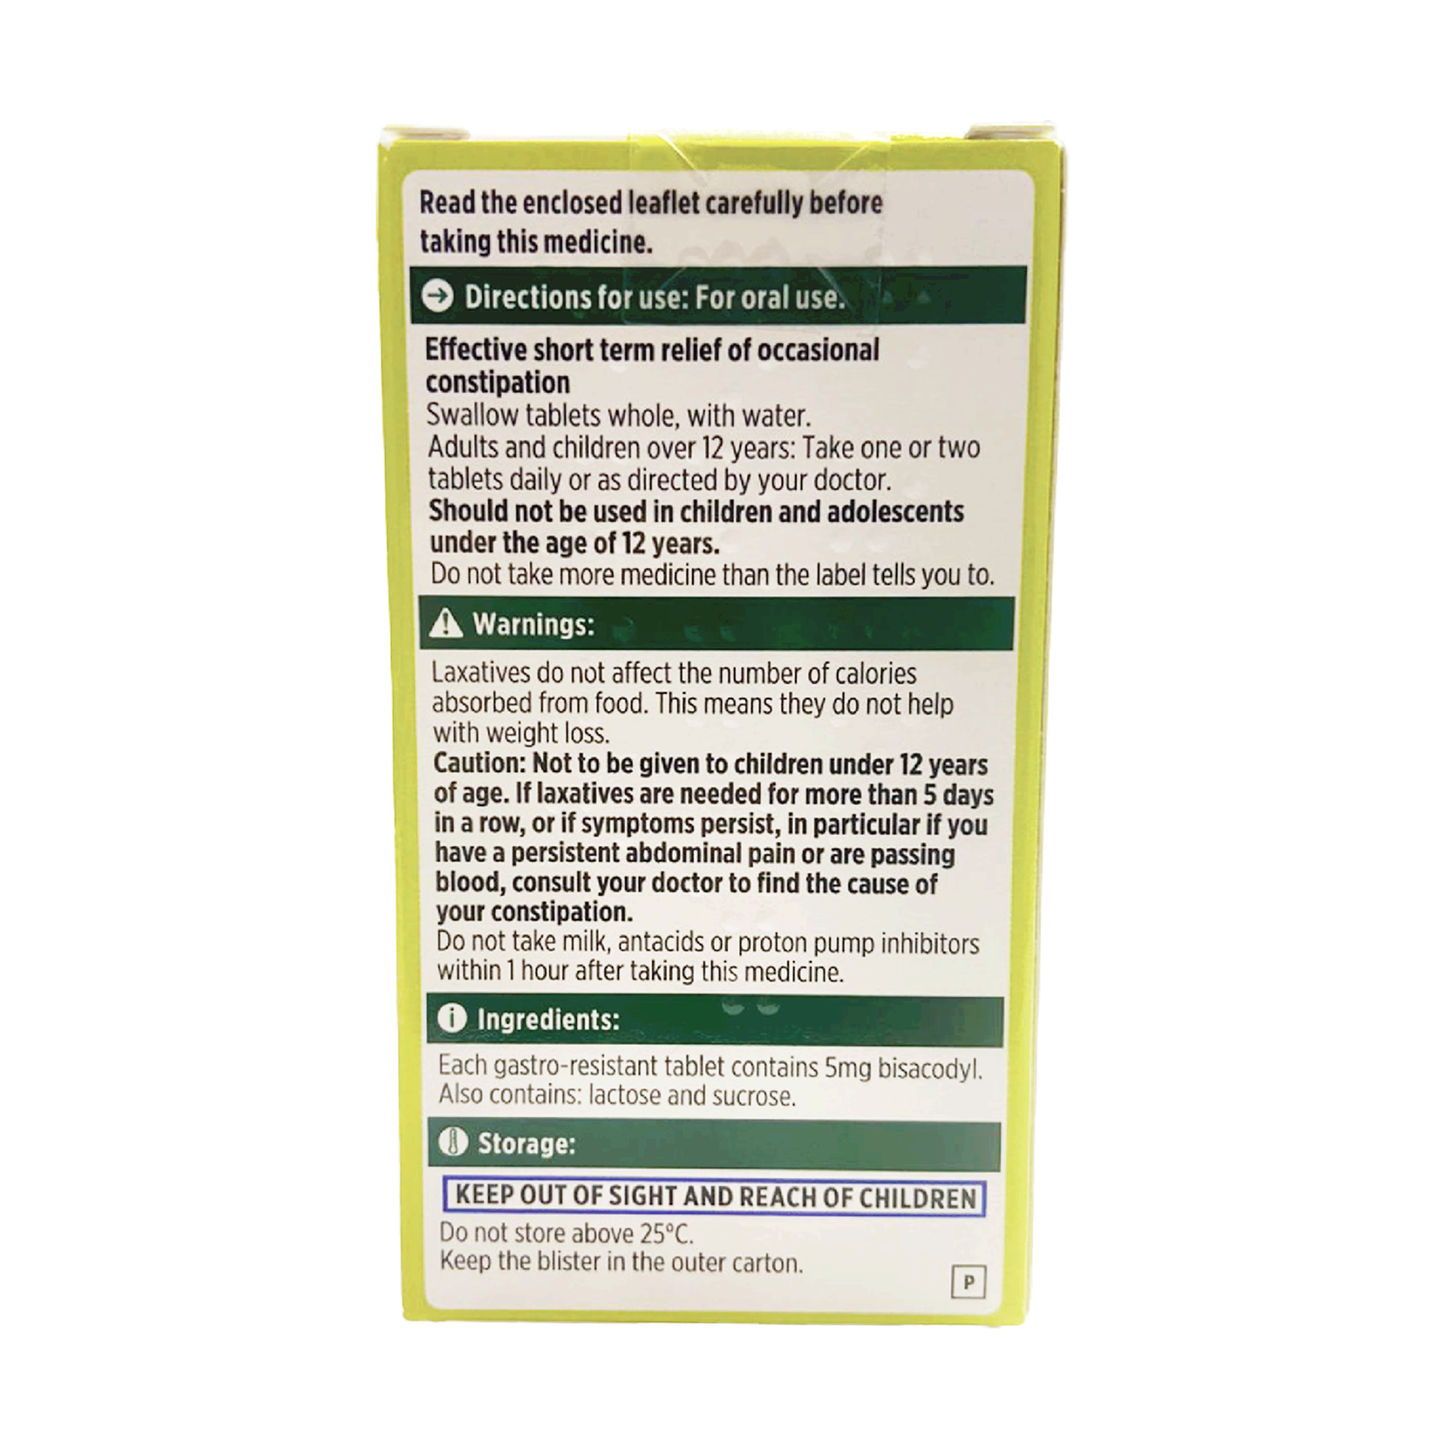 Read the enclosed leaflet carefully before
taking this medicine.
Directions for use: For oral use.
Effective short term relief of occasional
constipation
Swallow tablets whole, with water.
Adults and children over 12 years: Take one or two
tablets daily or as directed by your doctor.
Should not be used in children and adolescents
under the age of 12 years.
Do not take more medicine than the label tells you to.
Warnings:
Laxatives do not affect the number of calories
absorbed from food. This means they do not help
with weight loss.
Caution: Not to be given to children under 12 years
of age. If laxatives are needed for more than 5 days
in a row, or if symptoms persist, in particular if you
have a persistent abdominal pain or are passing
blood, consult your doctor to find the cause of
your constipation.
Do not take milk, antacids or proton pump inhibitors
within 1 hour after taking this medicine.
Ingredients:
Each gastro-resistant tablet contains 5mg bisacodyl.
Also contains: lactose and sucrose.
Storage:
KEEP OUT OF SIGHT AND REACH OF CHILDREN
Do not store above 25°C.
Keep the blister in the outer carton.
P